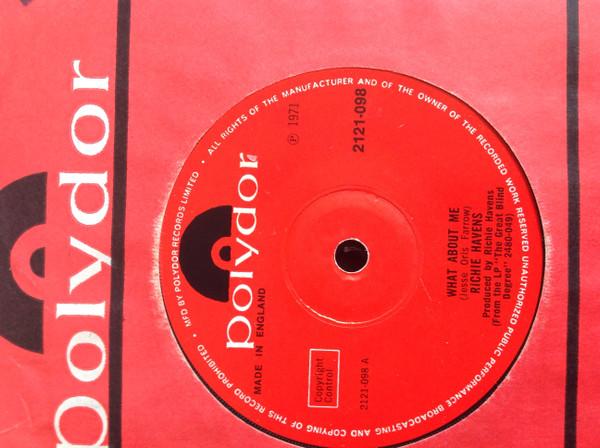 polydor
ALL RIGHTS OF THE MANUFACTURER AND OF THE OWNER OF THE RECORDED WORK RESERVED UNAUTHORIZED PUBLIC PERFORMANCE BROADCASTING AND COPYING OF THIS RECORD PROHIBITED • MFD BY POLYDOR RECORDS LIMITED •
polydor
MADE IN ENGLAND
℗ 1971
2121-098
Copyright
Control
2121-098 A
WHAT ABOUT ME
(Jesse Oris Farrow)
RICHIE HAVENS
Produced by Richie Havens
(From the LP "The Great Blind
Degree" 2480-049)